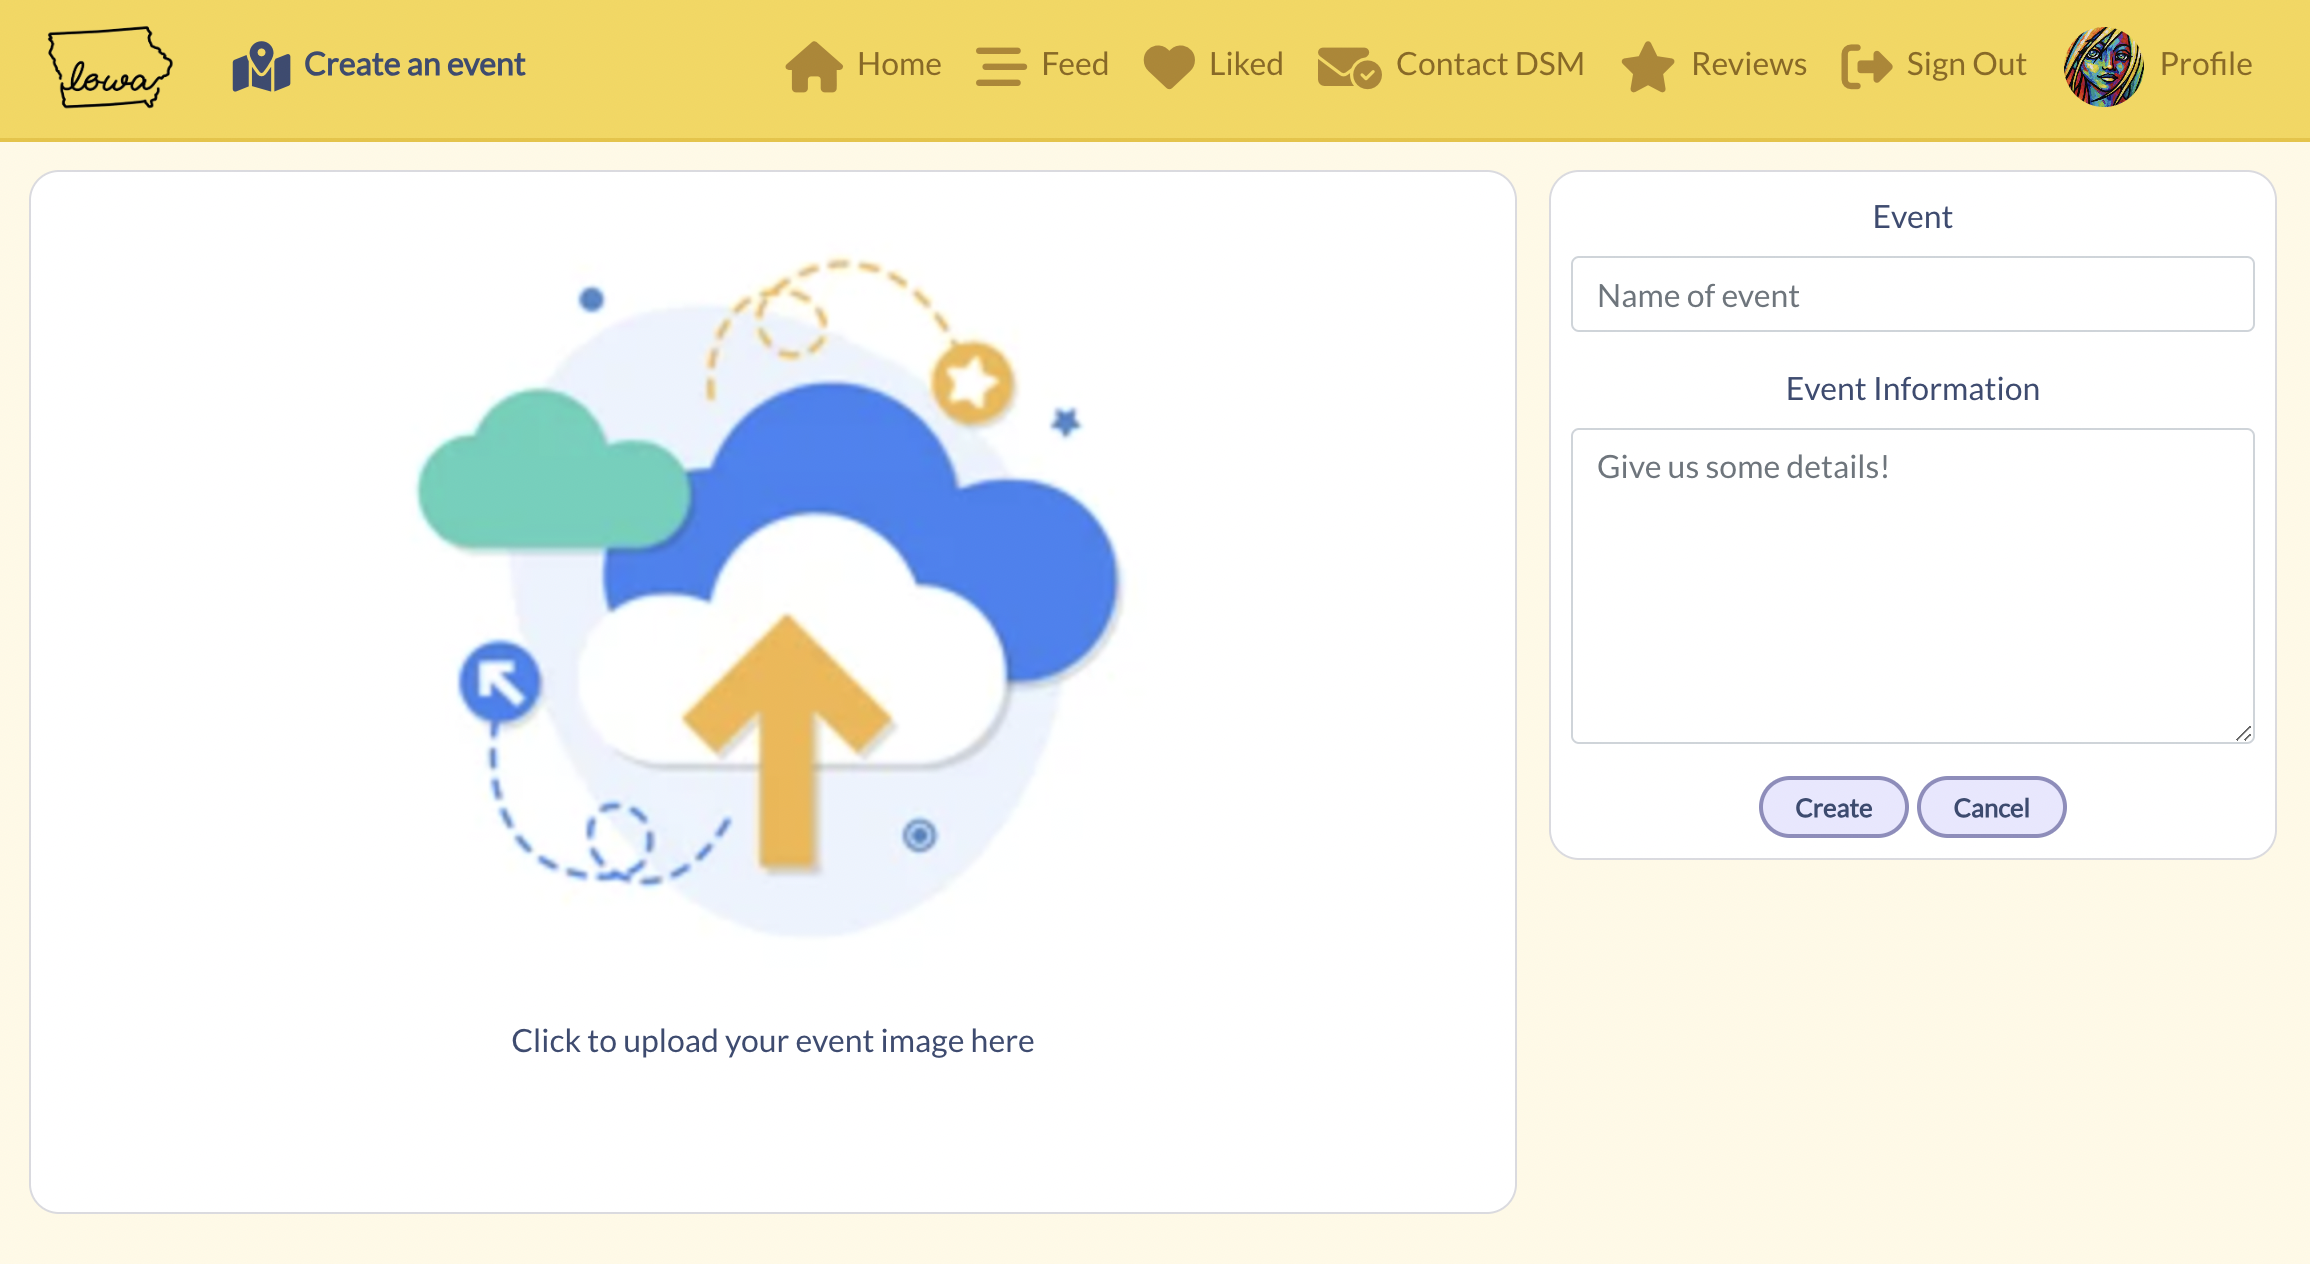 Iowa
Create an event
Home
Feed
Liked
Contact DSM
Reviews
Sign Out
Profile
Click to upload your event image here
Event
Name of event
Event Information
Give us some details!
Create
Cancel